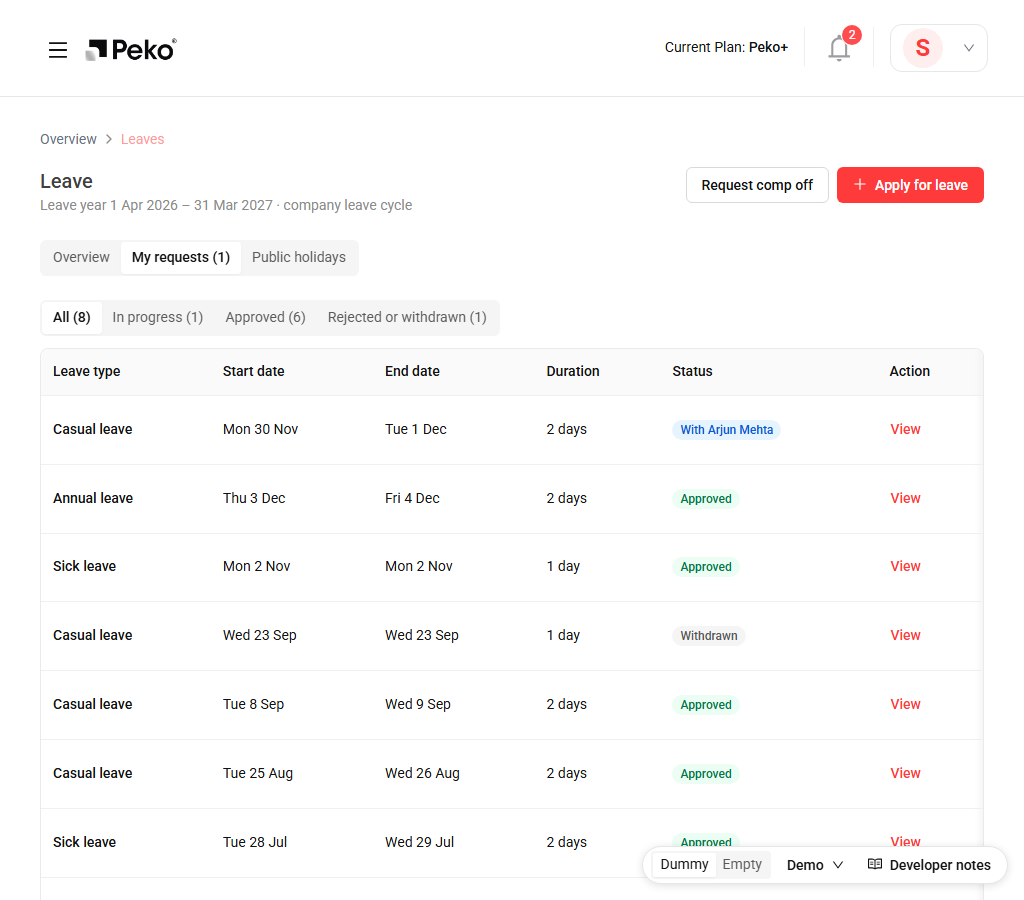 Peko
Current Plan: Peko+
2
S
Overview > Leaves
Leave
Leave year 1 Apr 2026 – 31 Mar 2027 · company leave cycle
Request comp off
+ Apply for leave
Overview My requests (1) Public holidays
All (8) In progress (1) Approved (6) Rejected or withdrawn (1)
Leave type Start date End date Duration Status Action
Casual leave Mon 30 Nov Tue 1 Dec 2 days With Arjun Mehta View
Annual leave Thu 3 Dec Fri 4 Dec 2 days Approved View
Sick leave Mon 2 Nov Mon 2 Nov 1 day Approved View
Casual leave Wed 23 Sep Wed 23 Sep 1 day Withdrawn View
Casual leave Tue 8 Sep Wed 9 Sep 2 days Approved View
Casual leave Tue 25 Aug Wed 26 Aug 2 days Approved View
Sick leave Tue 28 Jul Wed 29 Jul 2 days Approved View
Dummy Empty Demo Developer notes